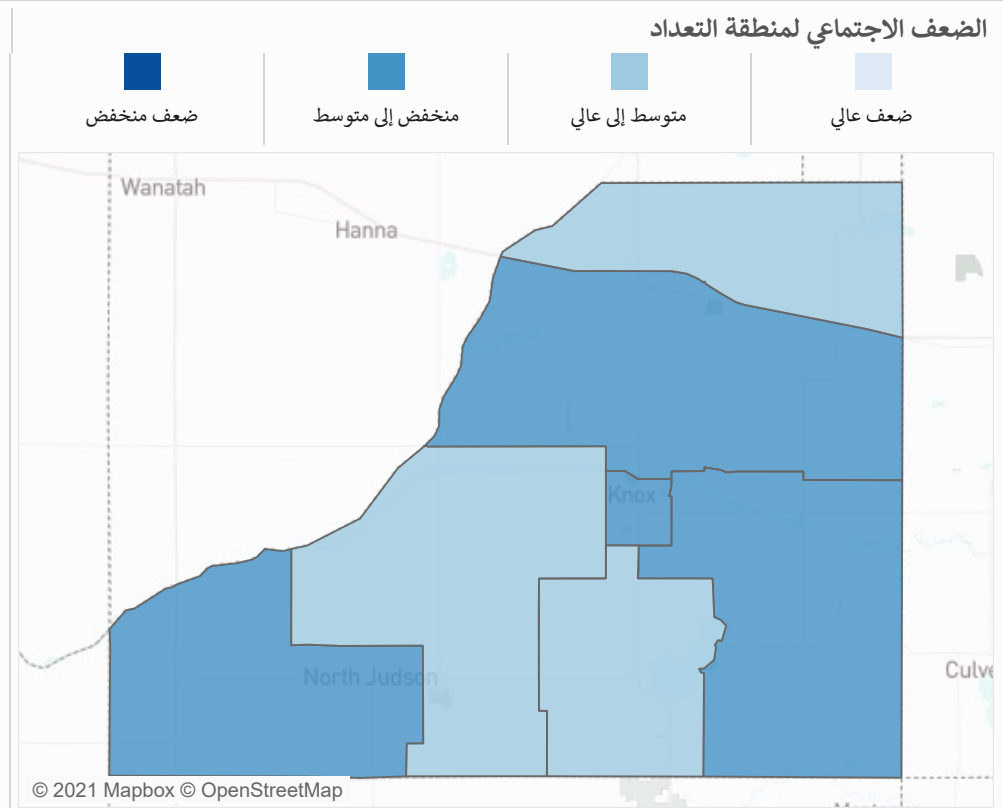 الضعف الاجتماعي لمنطقة التعداد
ضعف عالي
متوسط إلى عالي
منخفض إلى متوسط
ضعف منخفض
Wanatah
Hanna
Knox
North Judson
Culve
© 2021 Mapbox © OpenStreetMap